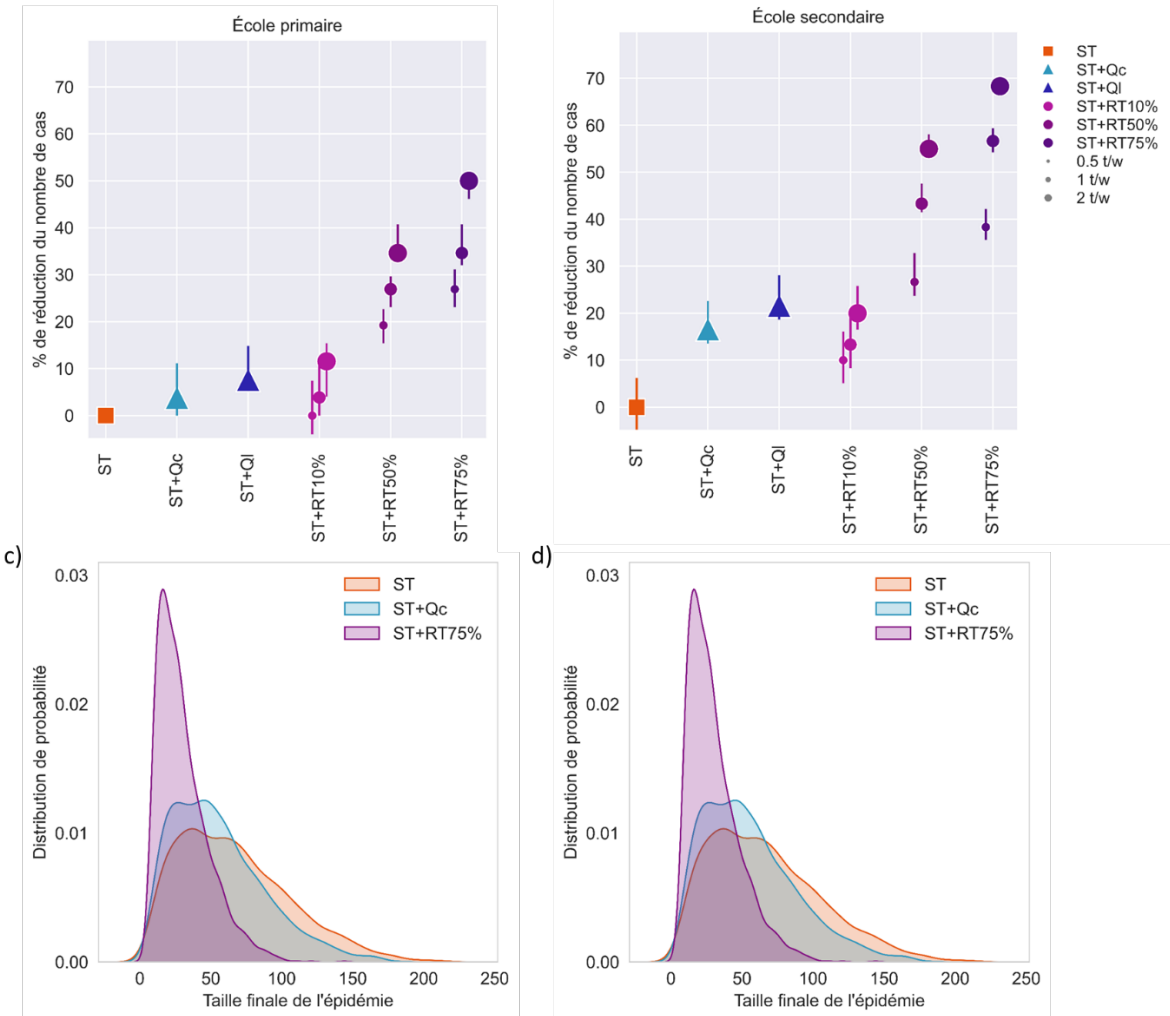 École primaire
% de réduction du nombre de cas
70
60
50
40
30
20
10
0
ST
ST+Qc
ST+Ql
ST+RT10%
ST+RT50%
ST+RT75%
École secondaire
% de réduction du nombre de cas
70
60
50
40
30
20
10
0
ST
ST+Qc
ST+Ql
ST+RT10%
ST+RT50%
ST+RT75%
ST
ST+Qc
ST+Ql
ST+RT10%
ST+RT50%
ST+RT75%
0.5 t/w
1 t/w
2 t/w
c)
Distribution de probabilité
0.03
0.02
0.01
0.00
0
50
100
150
200
250
Taille finale de l'épidémie
ST
ST+Qc
ST+RT75%
d)
Distribution de probabilité
0.03
0.02
0.01
0.00
0
50
100
150
200
250
Taille finale de l'épidémie
ST
ST+Qc
ST+RT75%